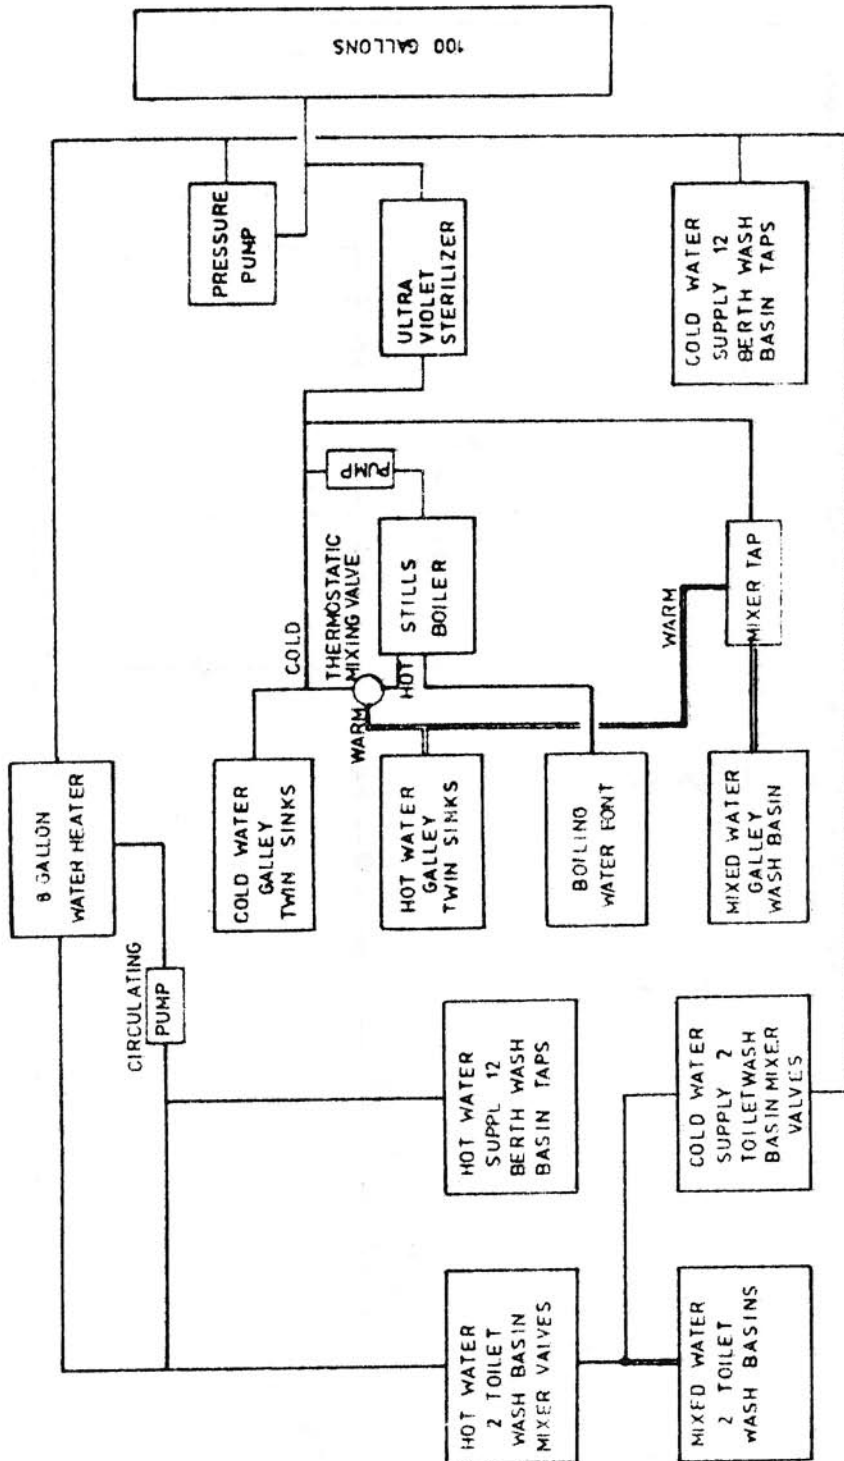 100 GALLONS
PRESSURE
PUMP
ULTRA
VIOLET
STERILIZER
COLD WATER
SUPPLY 12
BERTH WASH
BASIN TAPS
PUMP
COLD
THERMOSTATIC
MIXING VALVE
STILLS
BOILER
HOT
WARM
WARM
MIXER TAP
8 GALLON
WATER HEATER
COLD WATER
GALLEY
TWIN SINKS
HOT WATER
GALLEY
TWIN SINKS
BOILING
WATER FONT
MIXED WATER
GALLEY
WASH BASIN
CIRCULATING
PUMP
HOT WATER
SUPPL 12
BERTH WASH
BASIN TAPS
COLD WATER
SUPPLY 2
TOILET WASH
BASIN MIXER
VALVES
HOT WATER
2 TOILET
WASH BASIN
MIXER VALVES
MIXED WATER
2 TOILET
WASH BASINS